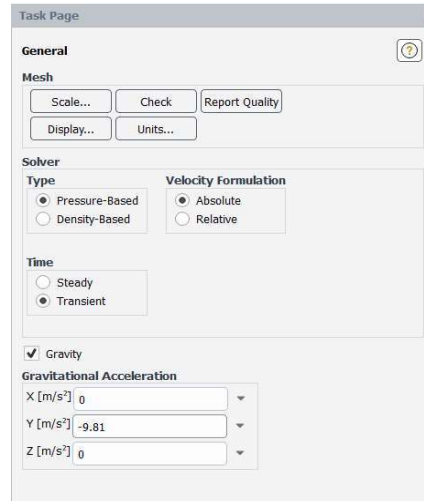 Task Page
General
Mesh
Scale... Check Report Quality
Display... Units...
Solver
Type Velocity Formulation
Pressure-Based Absolute
Density-Based Relative
Time
Steady
Transient
Gravity
Gravitational Acceleration
X [m/s²] 0
Y [m/s²] -9.81
Z [m/s²] 0